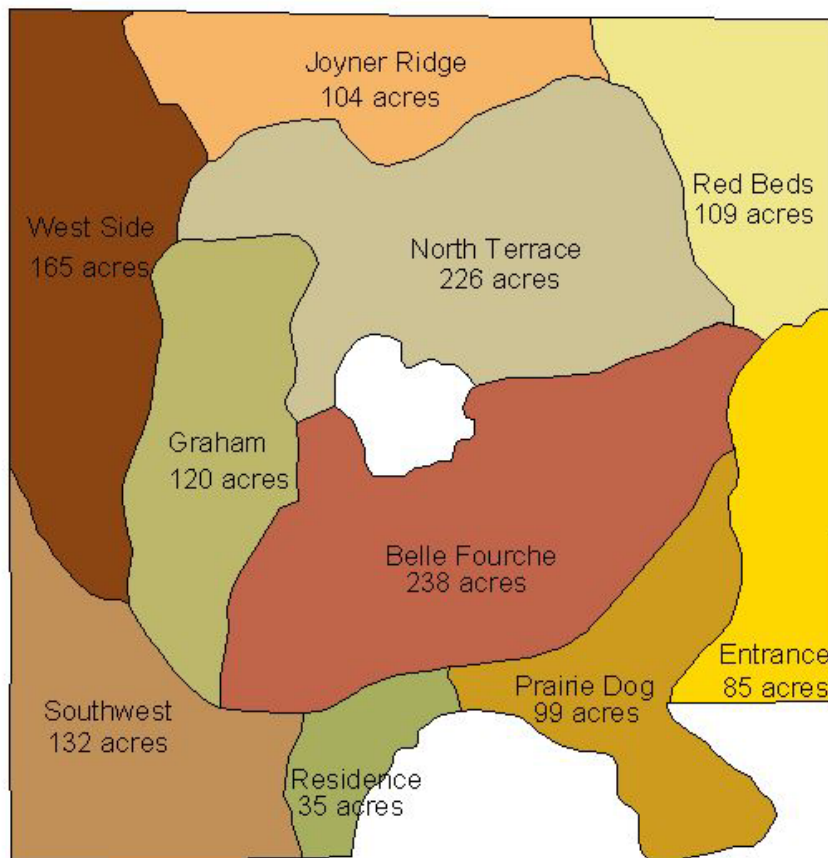 Joyner Ridge
104 acres
Red Beds
109 acres
West Side
165 acres
North Terrace
226 acres
Graham
120 acres
Belle Fourche
238 acres
Entrance
85 acres
Prairie Dog
99 acres
Southwest
132 acres
Residence
35 acres